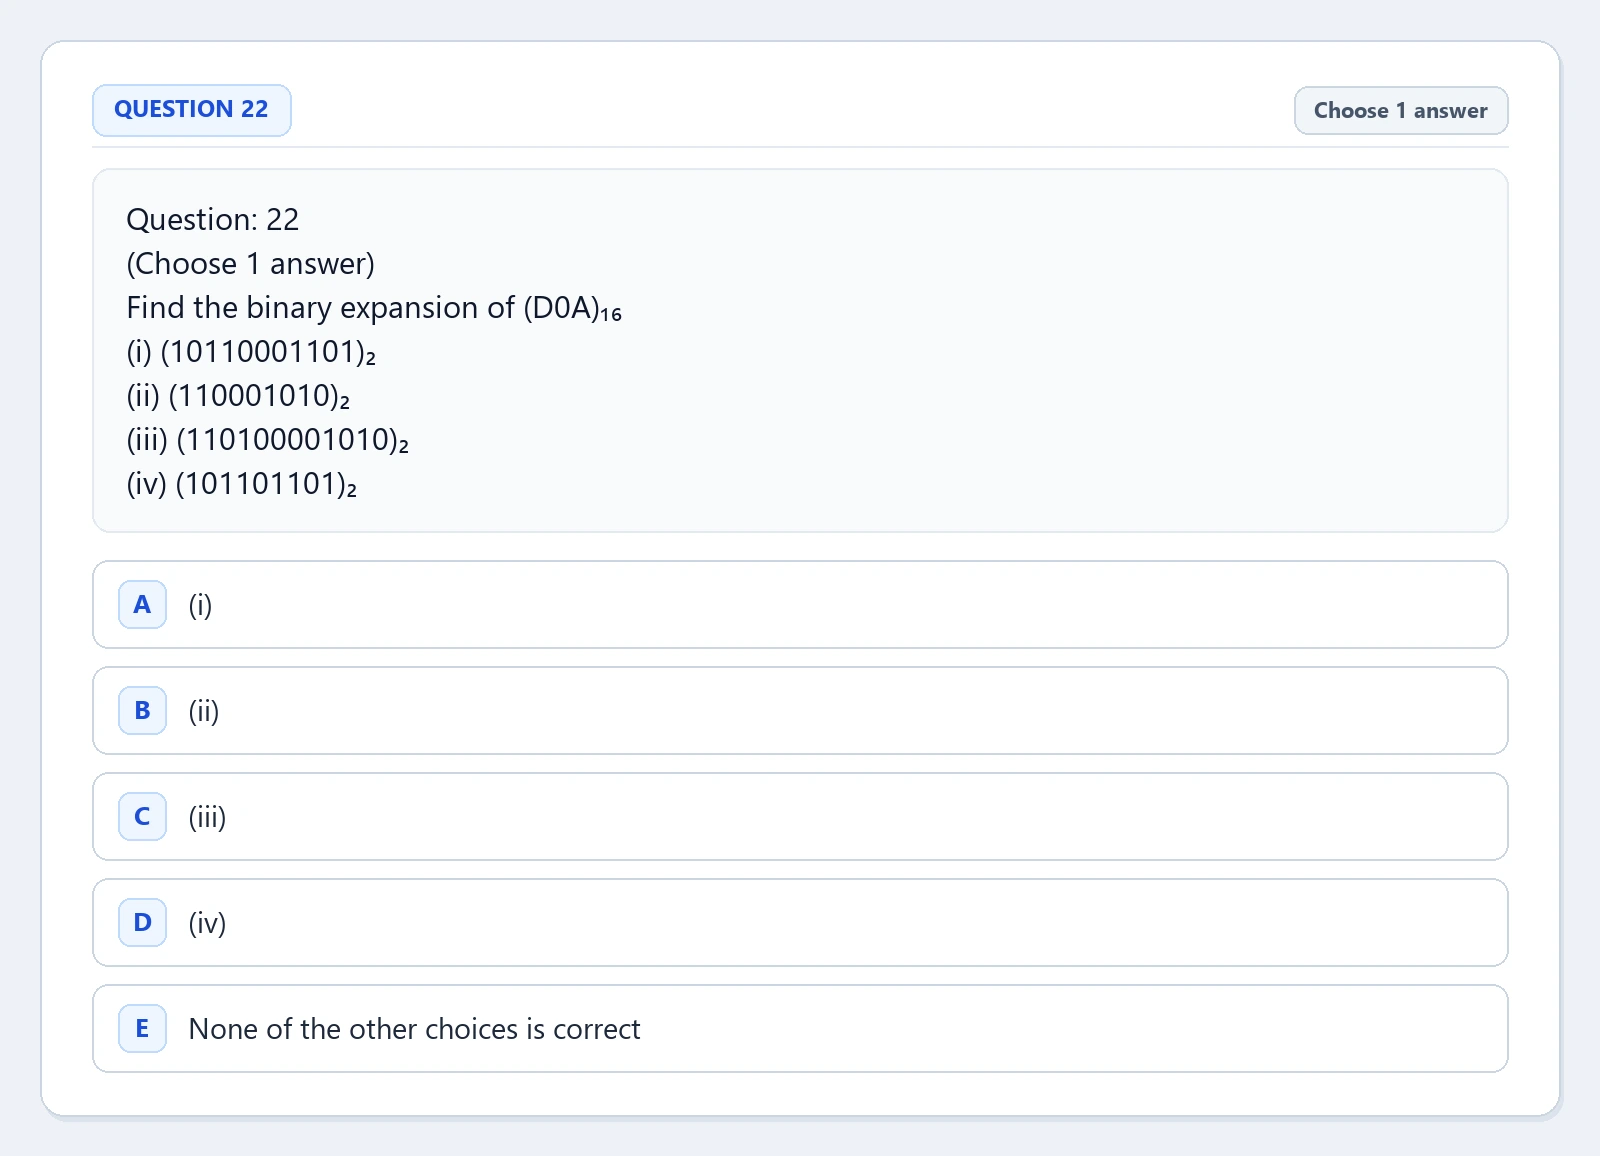 QUESTION 22
Choose 1 answer
Question: 22
(Choose 1 answer)
Find the binary expansion of (D0A)₁₆
(i) (10110001101)₂
(ii) (110001010)₂
(iii) (110100001010)₂
(iv) (101101101)₂
A (i)
B (ii)
C (iii)
D (iv)
E None of the other choices is correct